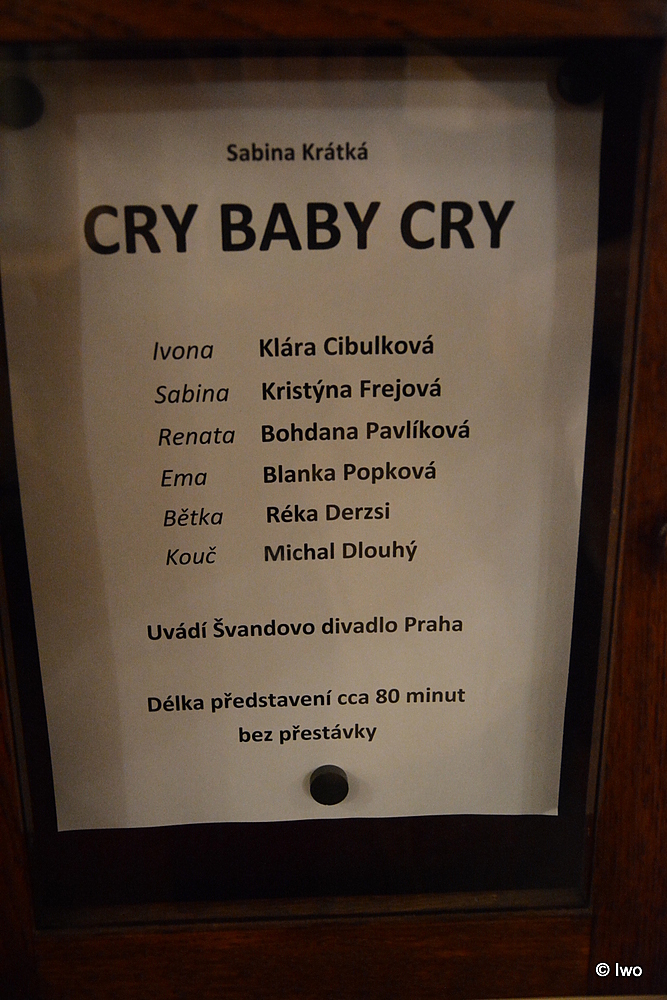 Sabina Krátká
CRY BABY CRY
Ivona Klára Cibulková
Sabina Kristýna Frejová
Renata Bohdana Pavlíková
Ema Blanka Popková
Bětka Réka Derzsi
Kouč Michal Dlouhý
Uvádí Švandovo divadlo Praha
Délka představení cca 80 minut
bez přestávky
© Iwo